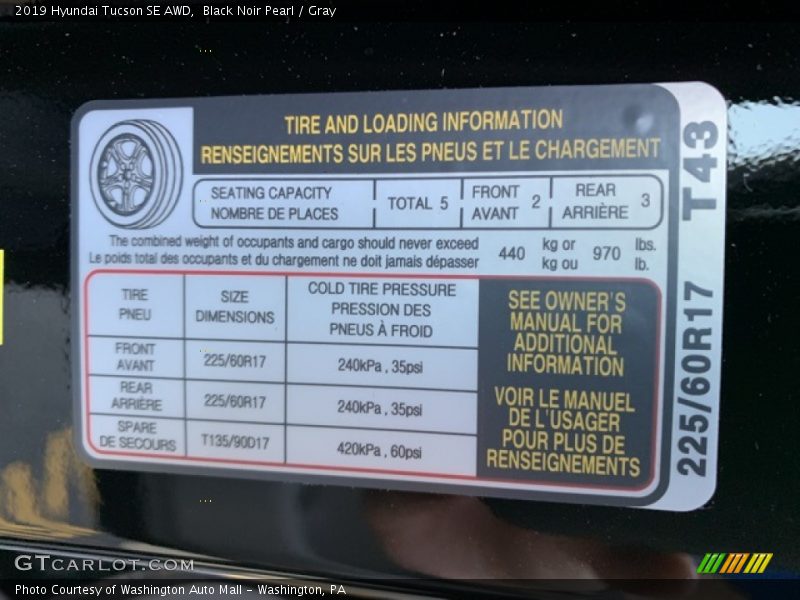 2019 Hyundai Tucson SE AWD, Black Noir Pearl / Gray
TIRE AND LOADING INFORMATION
RENSEIGNEMENTS SUR LES PNEUS ET LE CHARGEMENT
SEATING CAPACITY
NOMBRE DE PLACES
TOTAL 5
FRONT
AVANT
2
REAR
ARRIÈRE
3
The combined weight of occupants and cargo should never exceed
Le poids total des occupants et du chargement ne doit jamais dépasser
440
kg or
kg ou
970
lbs.
lb.
TIRE
PNEU
SIZE
DIMENSIONS
COLD TIRE PRESSURE
PRESSION DES
PNEUS À FROID
FRONT
AVANT
225/60R17
240kPa , 35psi
REAR
ARRIÈRE
225/60R17
240kPa , 35psi
SPARE
DE SECOURS
T135/90D17
420kPa , 60psi
SEE OWNER'S
MANUAL FOR
ADDITIONAL
INFORMATION
VOIR LE MANUEL
DE L'USAGER
POUR PLUS DE
RENSEIGNEMENTS
225/60R17 T43
GTCARLOT.COM
Photo Courtesy of Washington Auto Mall - Washington, PA